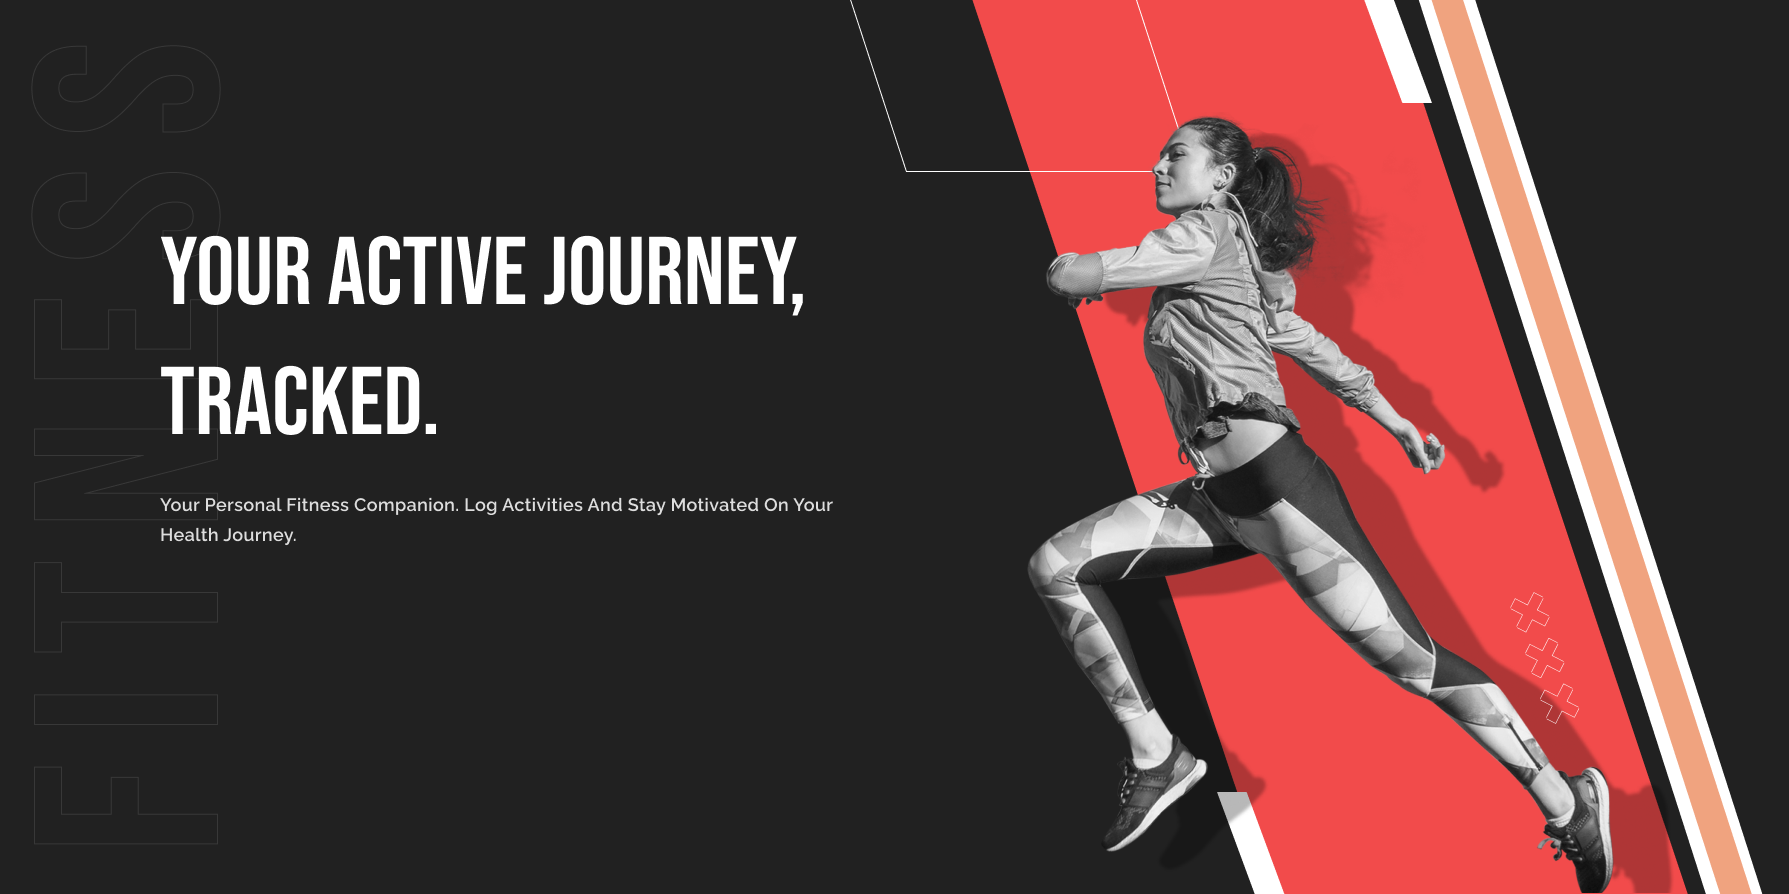 FITNESS
YOUR ACTIVE JOURNEY,
TRACKED.
Your Personal Fitness Companion. Log Activities And Stay Motivated On Your
Health Journey.